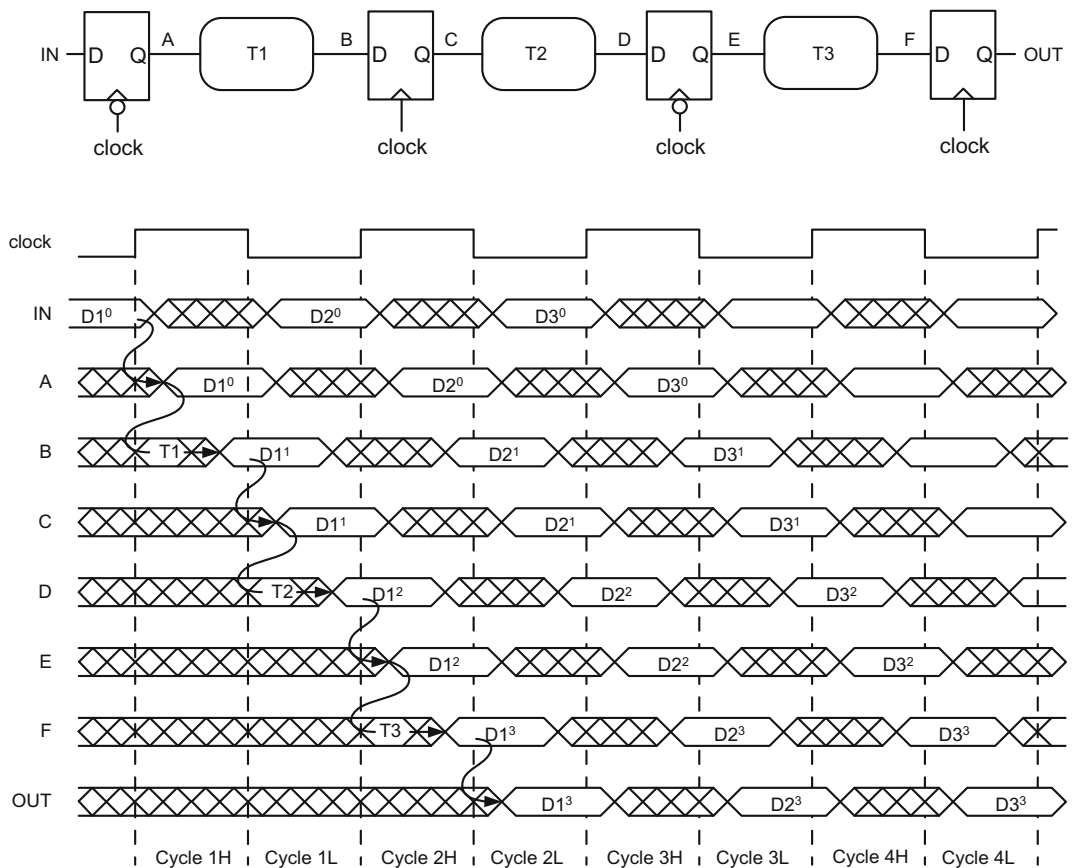 IN D Q A T1 B D Q C T2 D D Q E T3 F D Q OUT
clock clock clock clock
clock
IN D1⁰ D2⁰ D3⁰
A D1⁰ D2⁰ D3⁰
B T1 D1¹ D2¹ D3¹
C D1¹ D2¹ D3¹
D T2 D1² D2² D3²
E D1² D2² D3²
F T3 D1³ D2³ D3³
OUT D1³ D2³ D3³
Cycle 1H Cycle 1L Cycle 2H Cycle 2L Cycle 3H Cycle 3L Cycle 4H Cycle 4L